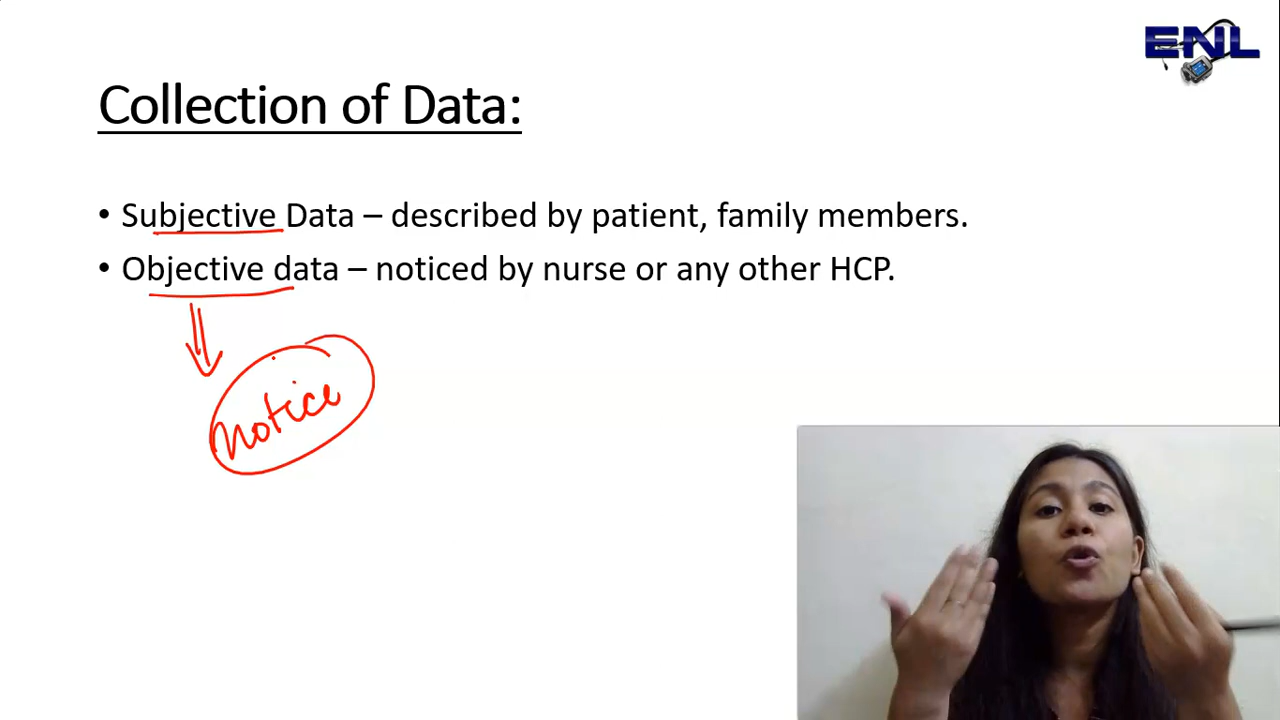 ENL
Collection of Data:
• Subjective Data – described by patient, family members.
• Objective data – noticed by nurse or any other HCP.
notice